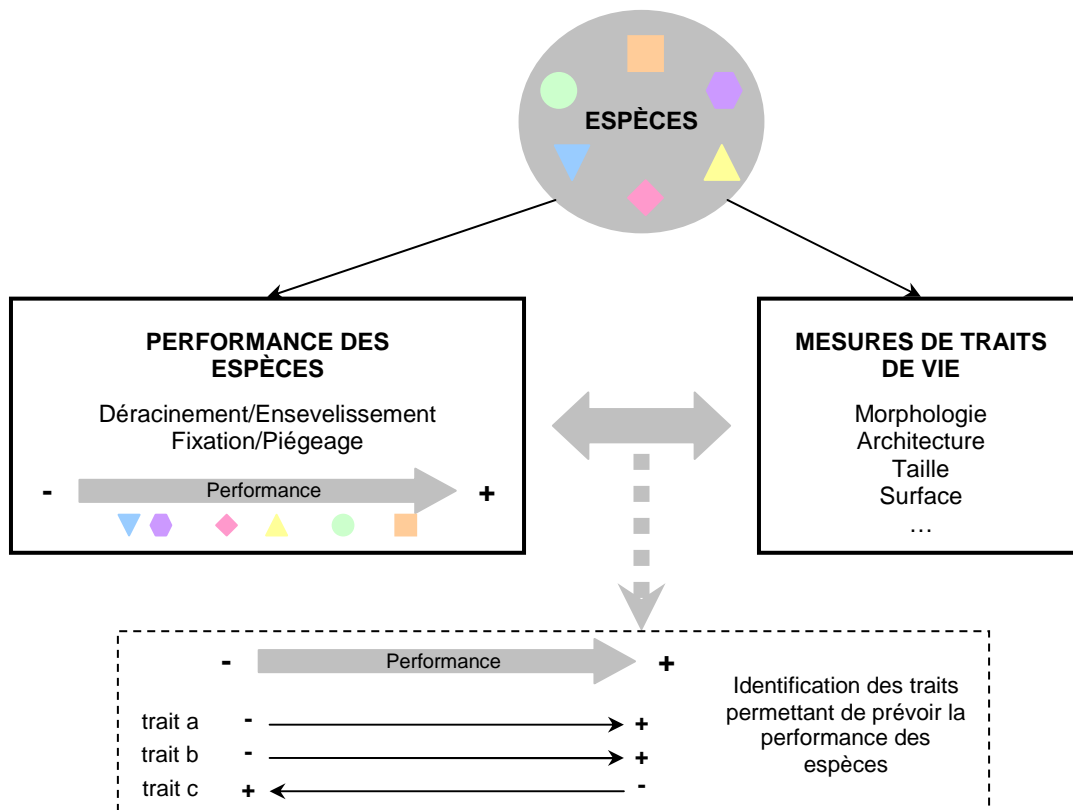 ESPÈCES
PERFORMANCE DES
ESPÈCES
Déracinement/Ensevelissement
Fixation/Piégeage
- Performance +
MESURES DE TRAITS
DE VIE
Morphologie
Architecture
Taille
Surface
…
- Performance +
trait a - +
trait b - +
trait c + -
Identification des traits
permettant de prévoir la
performance des
espèces